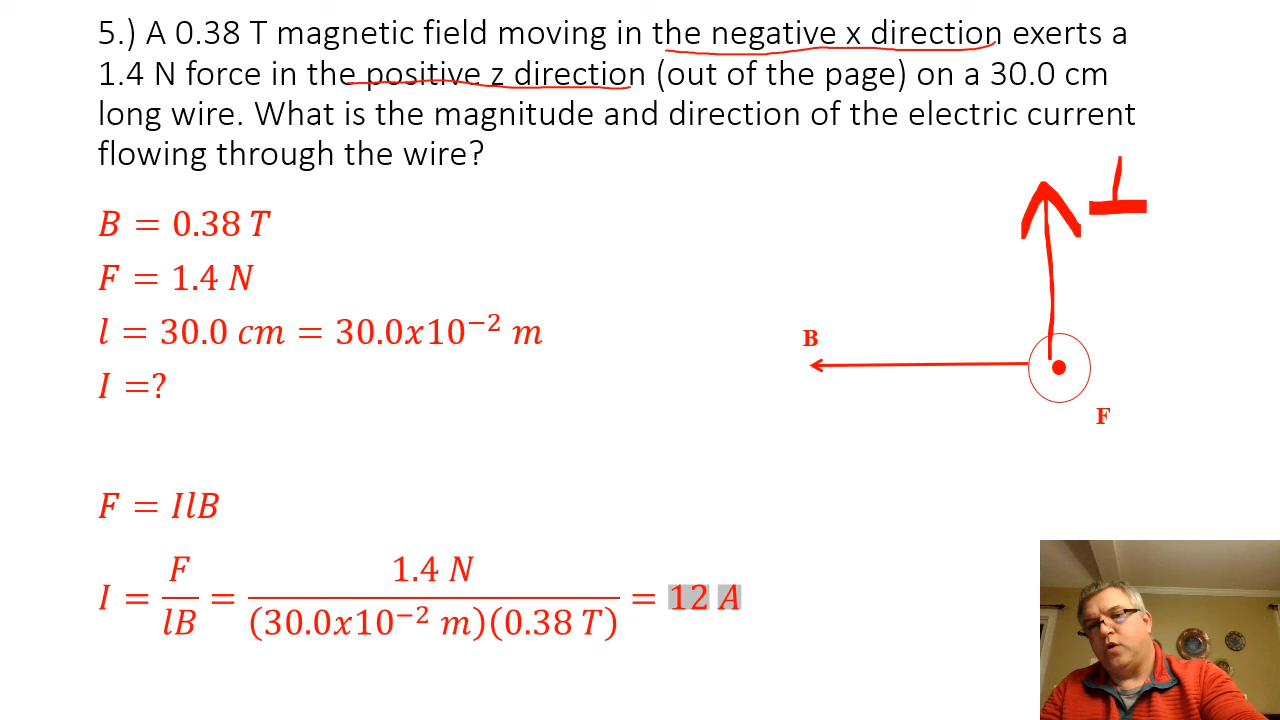 5.) A 0.38 T magnetic field moving in the negative x direction exerts a
1.4 N force in the positive z direction (out of the page) on a 30.0 cm
long wire. What is the magnitude and direction of the electric current
flowing through the wire?
B = 0.38 T
F = 1.4 N
l = 30.0 cm = 30.0x10⁻² m
I =?
I
B
F
F = IlB
I = F/lB = 1.4 N/(30.0x10⁻² m)(0.38 T) = 12 A